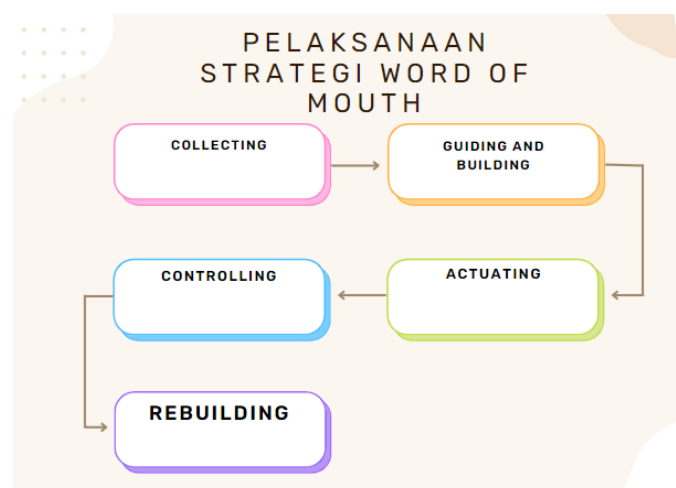 PELAKSANAAN
STRATEGI WORD OF
MOUTH
COLLECTING
GUIDING AND
BUILDING
ACTUATING
CONTROLLING
REBUILDING